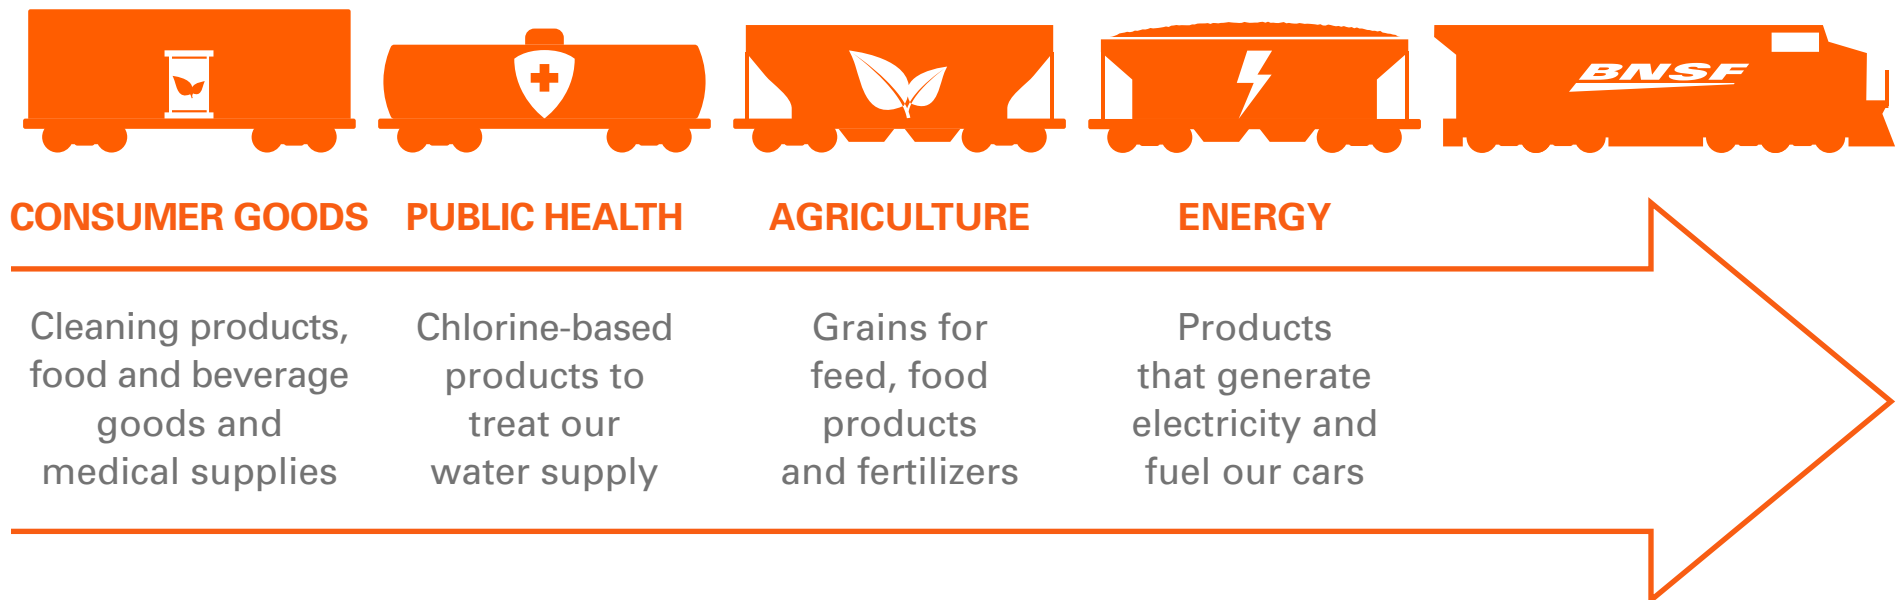 BNSF
CONSUMER GOODS
Cleaning products,
food and beverage
goods and
medical supplies
PUBLIC HEALTH
Chlorine-based
products to
treat our
water supply
AGRICULTURE
Grains for
feed, food
products
and fertilizers
ENERGY
Products
that generate
electricity and
fuel our cars